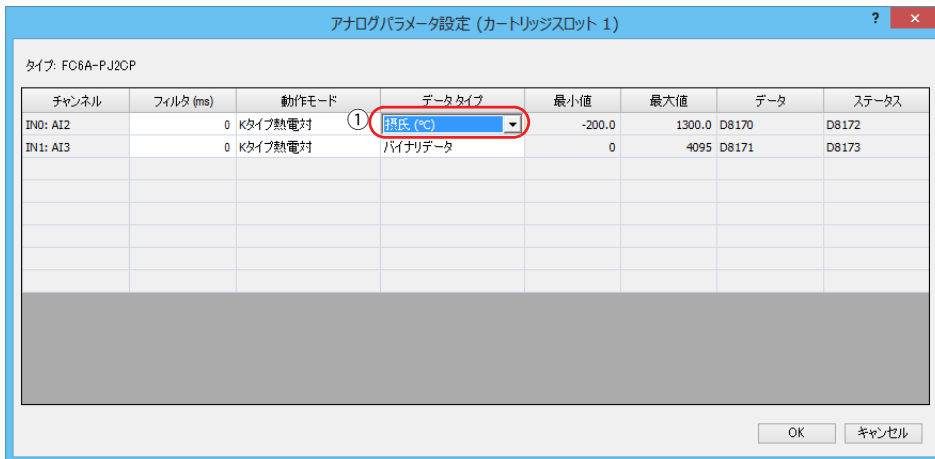 アナログパラメータ設定 (カートリッジスロット 1)
? ×
タイプ: FC6A-PJ2CP
チャンネル フィルタ (ms) 動作モード データ タイプ 最小値 最大値 データ ステータス
IN0: AI2 0 Kタイプ熱電対 ① 摂氏 (℃) -200.0 1300.0 D8170 D8172
IN1: AI3 0 Kタイプ熱電対 バイナリデータ 0 4095 D8171 D8173
OK キャンセル